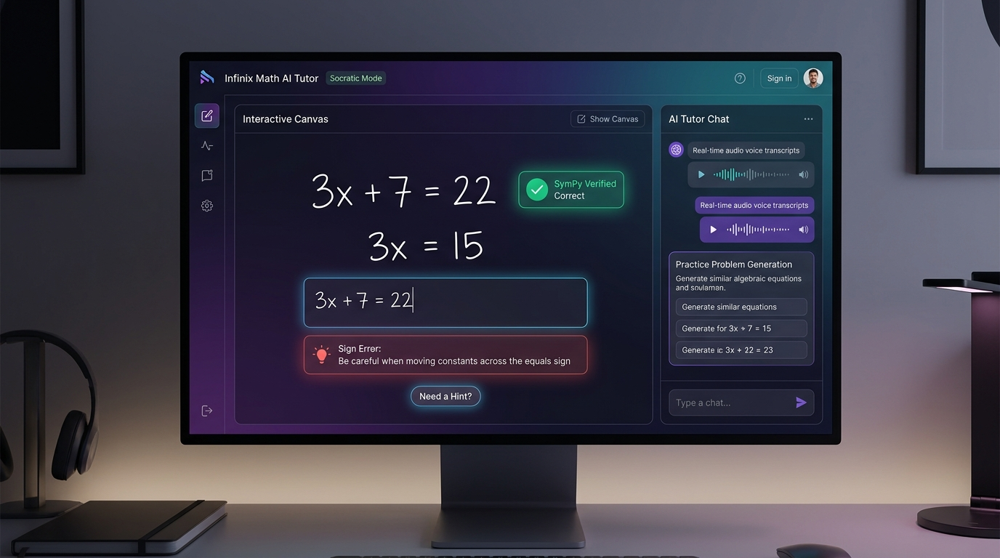 Infinix Math AI Tutor
Socratic Mode
Sign in
Interactive Canvas
Show Canvas
3x + 7 = 22
SymPy Verified
Correct
3x = 15
3x + 7 = 22
Sign Error:
Be careful when moving constants across the equals sign
Need a Hint?
AI Tutor Chat
Real-time audio voice transcripts
Real-time audio voice transcripts
Practice Problem Generation
Generate similar algebraic equations
and
Generate similar equations
Generate for 3x + 7 = 15
Generate ic 3x + 22 = 23
Type a chat...